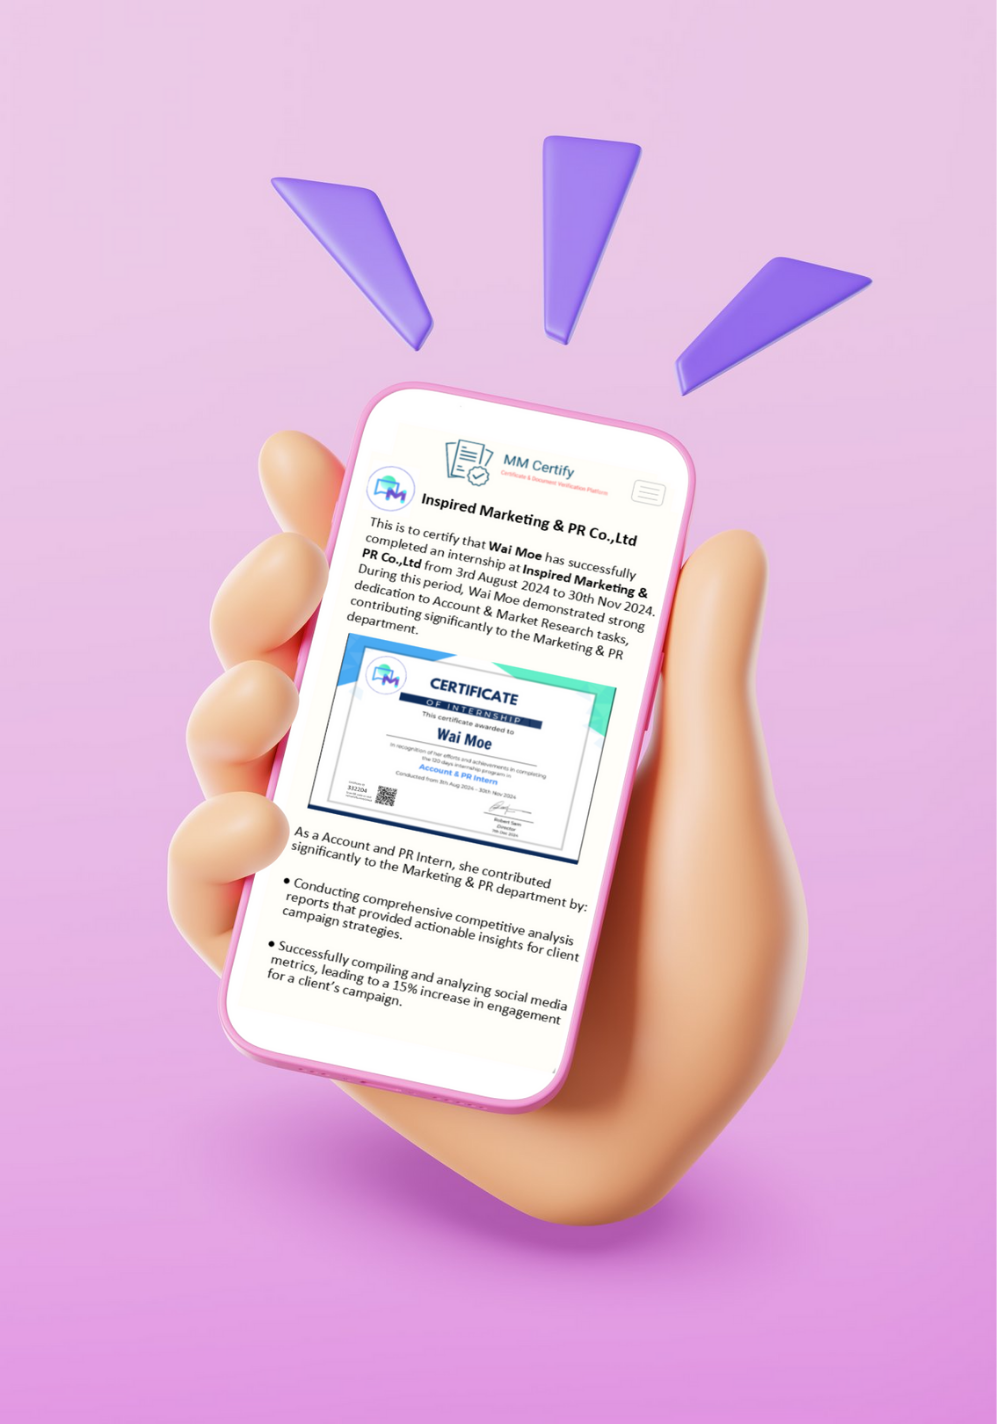 MM Certify
Certificate & Document Verification Platform
Inspired Marketing & PR Co.,Ltd
This is to certify that Wai Moe has successfully
completed an internship at Inspired Marketing &
PR Co.,Ltd from 3rd August 2024 to 30th Nov 2024.
During this period, Wai Moe demonstrated strong
dedication to Account & Market Research tasks,
contributing significantly to the Marketing & PR
department.
CERTIFICATE
OF INTERNSHIP
This certificate awarded to
Wai Moe
in recognition of her efforts and achievements in completing
the 120-days internship program in
Account & PR Intern
Conducted from 9th Aug 2024 - 30th Nov 2024
Director
As a Account and PR Intern, she contributed
significantly to the Marketing & PR department by:
● Conducting comprehensive competitive analysis
reports that provided actionable insights for client
campaign strategies.
● Successfully compiling and analyzing social media
metrics, leading to a 15% increase in engagement
for a client's campaign.